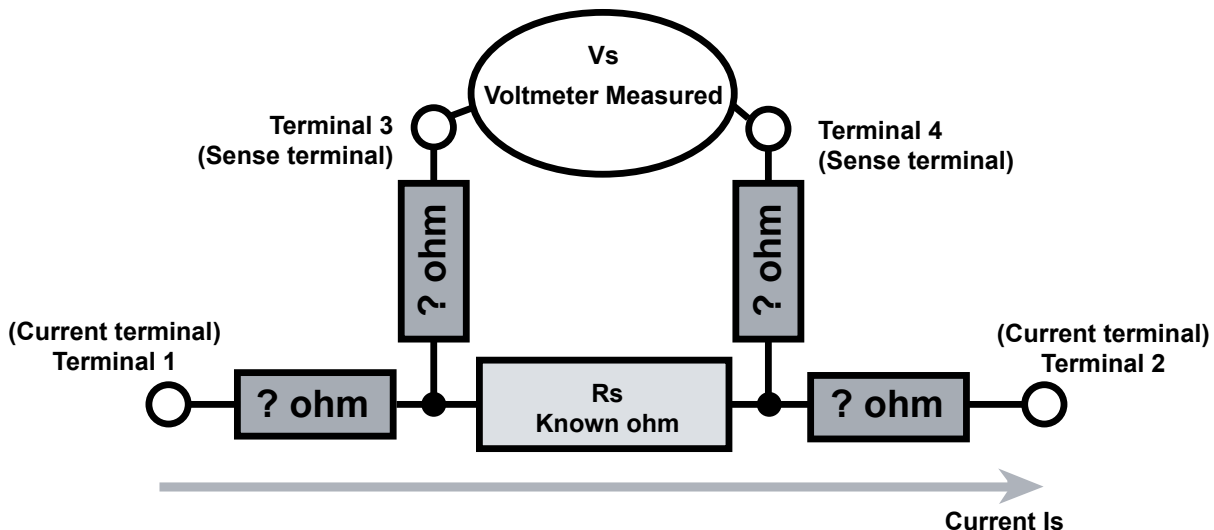 Vs
Voltmeter Measured
Terminal 3
(Sense terminal)
Terminal 4
(Sense terminal)
? ohm
? ohm
(Current terminal)
Terminal 1
(Current terminal)
Terminal 2
? ohm
Rs
Known ohm
? ohm
Current Is